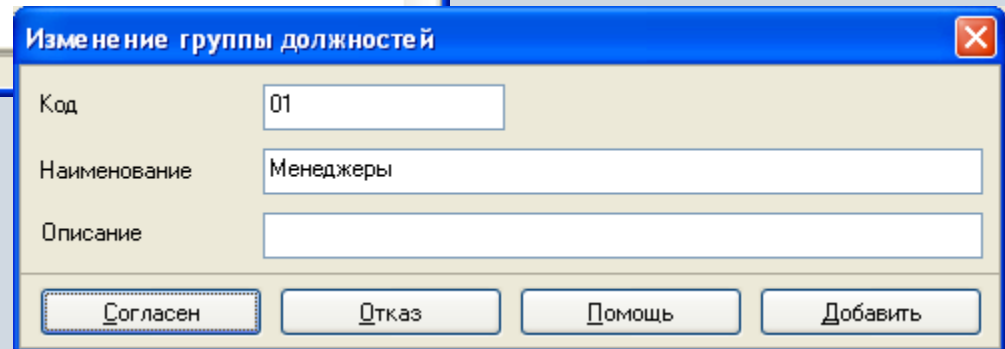 Изменение группы должностей
Код 01
Наименование Менеджеры
Описание
Согласен Отказ Помощь Добавить